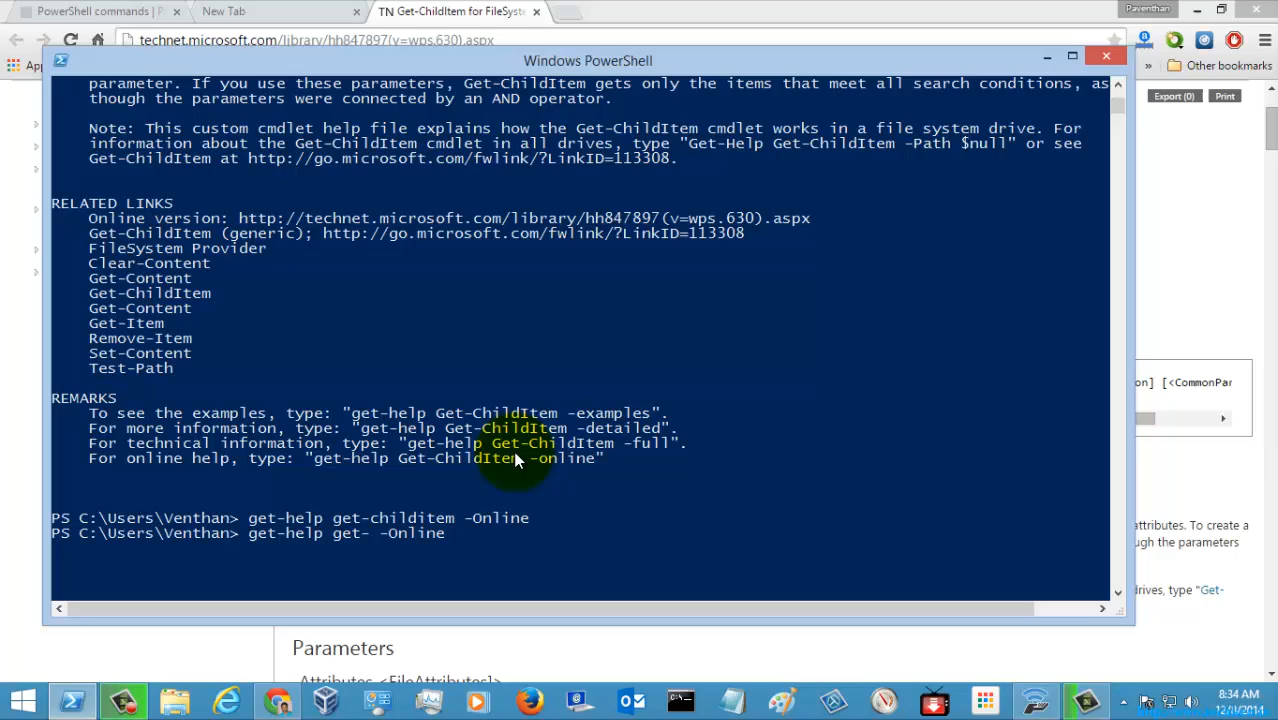 PowerShell commands | P
New Tab
TN Get-ChildItem for FileSyste
Paventhan
technet.microsoft.com/library/hh847897(v=wps.630).aspx
Windows PowerShell
» Other bookmarks
Export (0) Print
parameter. If you use these parameters, Get-ChildItem gets only the items that meet all search conditions, as
though the parameters were connected by an AND operator.
Note: This custom cmdlet help file explains how the Get-ChildItem cmdlet works in a file system drive. For
information about the Get-ChildItem cmdlet in all drives, type "Get-Help Get-ChildItem -Path $null" or see
Get-ChildItem at http://go.microsoft.com/fwlink/?LinkID=113308.
RELATED LINKS
Online version: http://technet.microsoft.com/library/hh847897(v=wps.630).aspx
Get-ChildItem (generic); http://go.microsoft.com/fwlink/?LinkID=113308
FileSystem Provider
Clear-Content
Get-Content
Get-ChildItem
Get-Content
Get-Item
Remove-Item
Set-Content
Test-Path
REMARKS
To see the examples, type: "get-help Get-ChildItem -examples".
For more information, type: "get-help Get-ChildItem -detailed".
For technical information, type: "get-help Get-ChildItem -full".
For online help, type: "get-help Get-ChildItem -online"
PS C:\Users\Venthan> get-help get-childitem -Online
PS C:\Users\Venthan> get-help get- -Online
on] [<CommonPar
attributes. To create a
ugh the parameters
drives, type "Get-
Parameters
Attributes <FileAttributes]>
8:34 AM